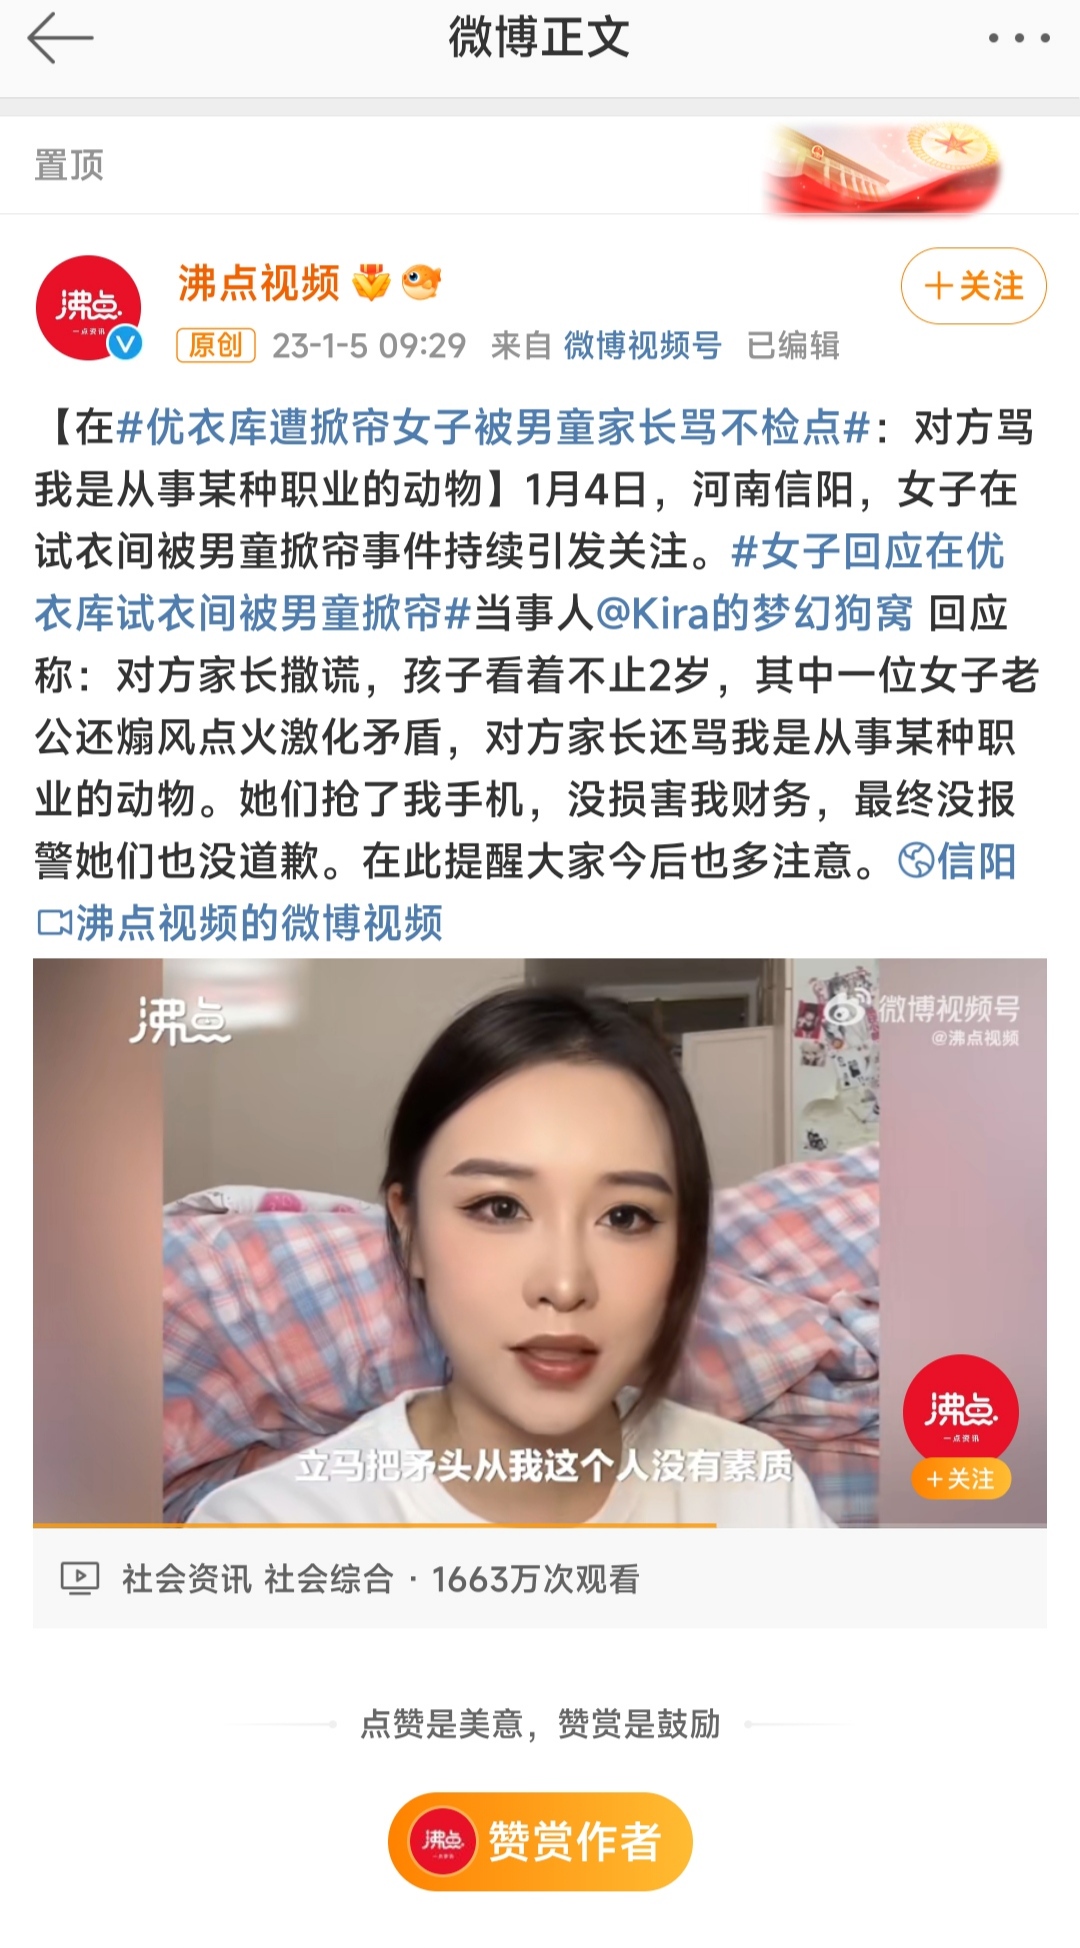 微博正文
置顶
沸点视频
+关注
沸点
一点资讯
原创 23-1-5 09:29 来自 微博视频号 已编辑
【在#优衣库遭掀帘女子被男童家长骂不检点#：对方骂
我是从事某种职业的动物】1月4日，河南信阳，女子在
试衣间被男童掀帘事件持续引发关注。#女子回应在优
衣库试衣间被男童掀帘#当事人@Kira的梦幻狗窝 回应
称：对方家长撒谎，孩子看着不止2岁，其中一位女子老
公还煽风点火激化矛盾，对方家长还骂我是从事某种职
业的动物。她们抢了我手机，没损害我财务，最终没报
警她们也没道歉。在此提醒大家今后也多注意。信阳
沸点视频的微博视频
沸点
微博视频号
@沸点视频
沸点
一点资讯
+关注
立马把矛头从我这个人没有素质
社会资讯 社会综合 · 1663万次观看
点赞是美意，赞赏是鼓励
沸点
赞赏作者